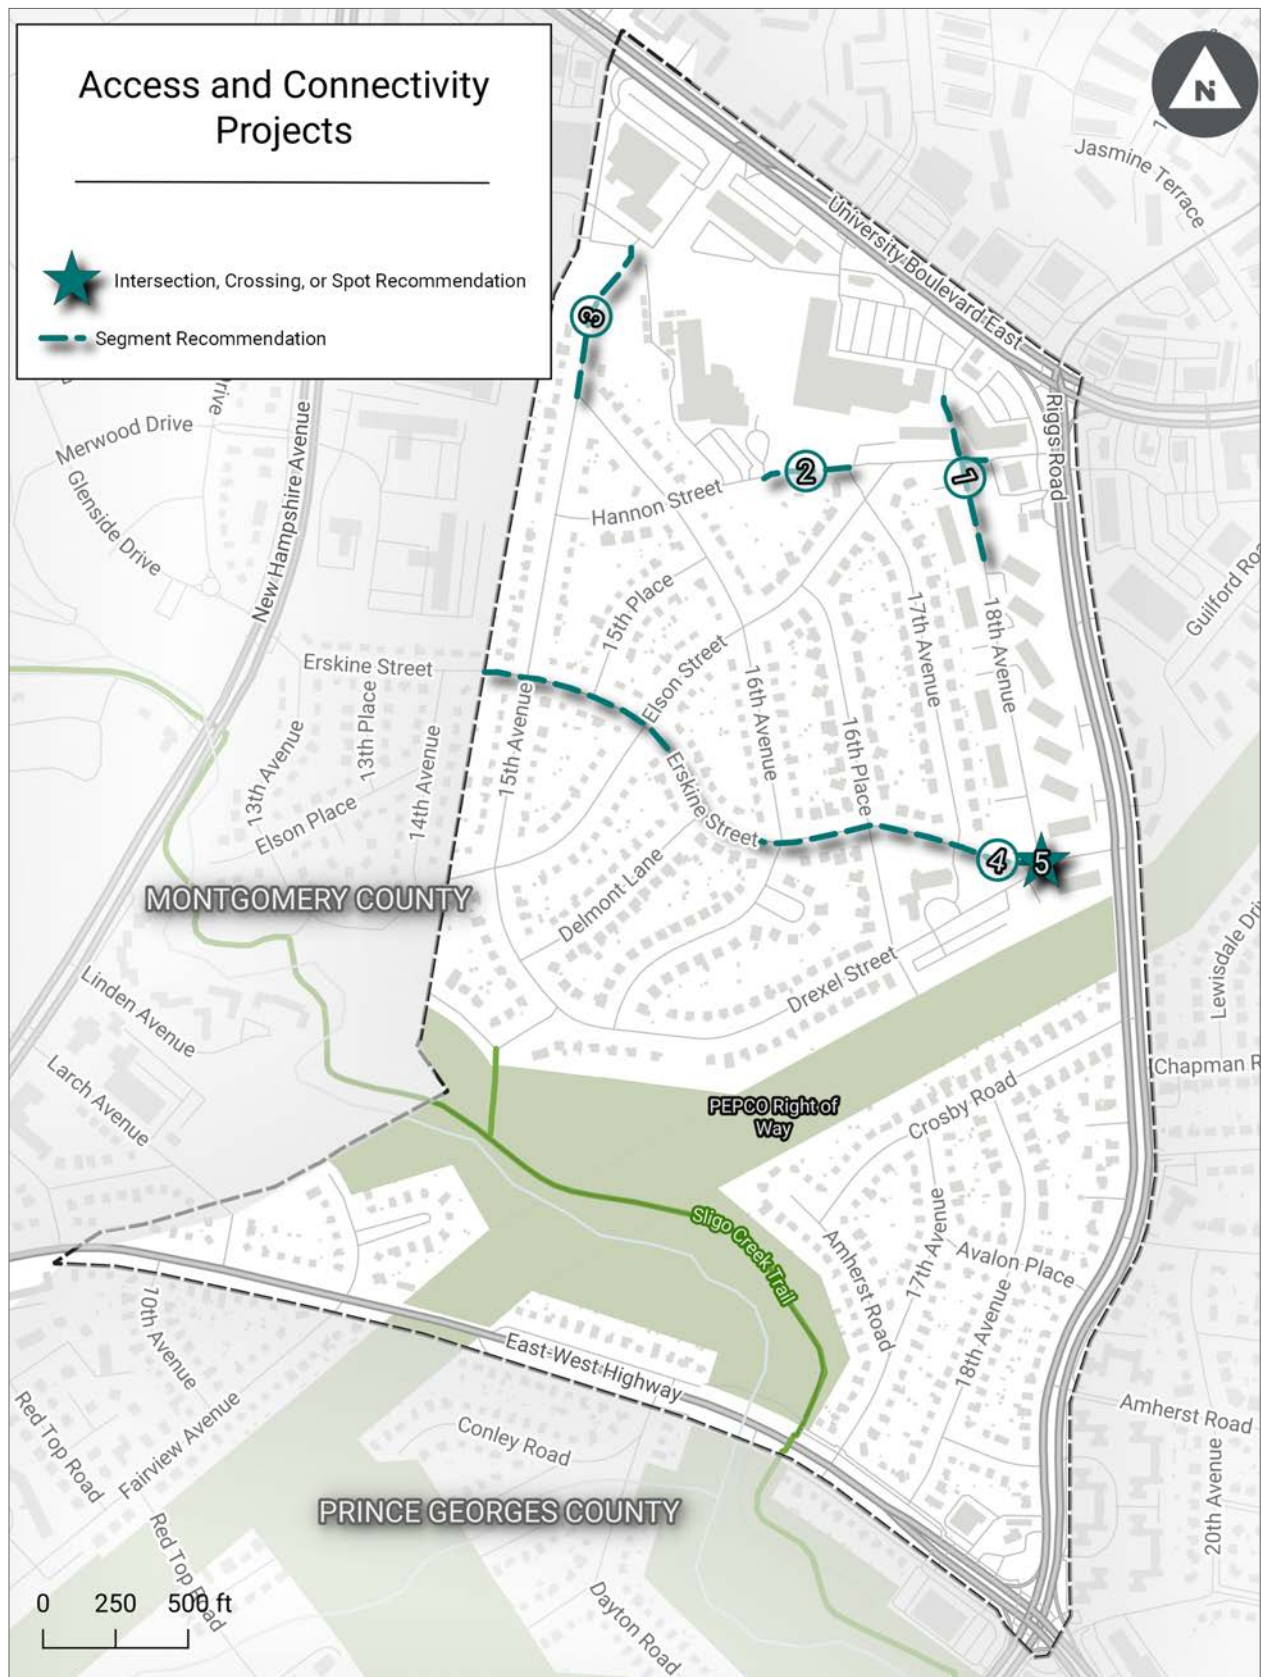 Access and Connectivity
Projects
Intersection, Crossing, or Spot Recommendation
Segment Recommendation
N
Jasmine Terrace
University Boulevard East
Riggs Road
Guilford Roa
Drive
Merwood Drive
Glenside Drive
New Hampshire Avenue
3
2
1
Hannon Street
15th Place
Elson Street
16th Avenue
17th Avenue
18th Avenue
16th Place
Erskine Street
13th Place
13th Avenue
14th Avenue
15th Avenue
Elson Place
Erskine Street
4
5
Delmont Lane
Drexel Street
MONTGOMERY COUNTY
Linden Avenue
Larch Avenue
Lewisdale Driv
Chapman R
PEPCO Right of
Way
Crosby Road
Sligo Creek Trail
17th Avenue
Amherst Road
Avalon Place
18th Avenue
East-West Highway
70th Avenue
Red Top Road
Fairview Avenue
Conley Road
Amherst Road
20th Avenue
PRINCE GEORGES COUNTY
Red Top Road
Dayton Road
0 250 500 ft